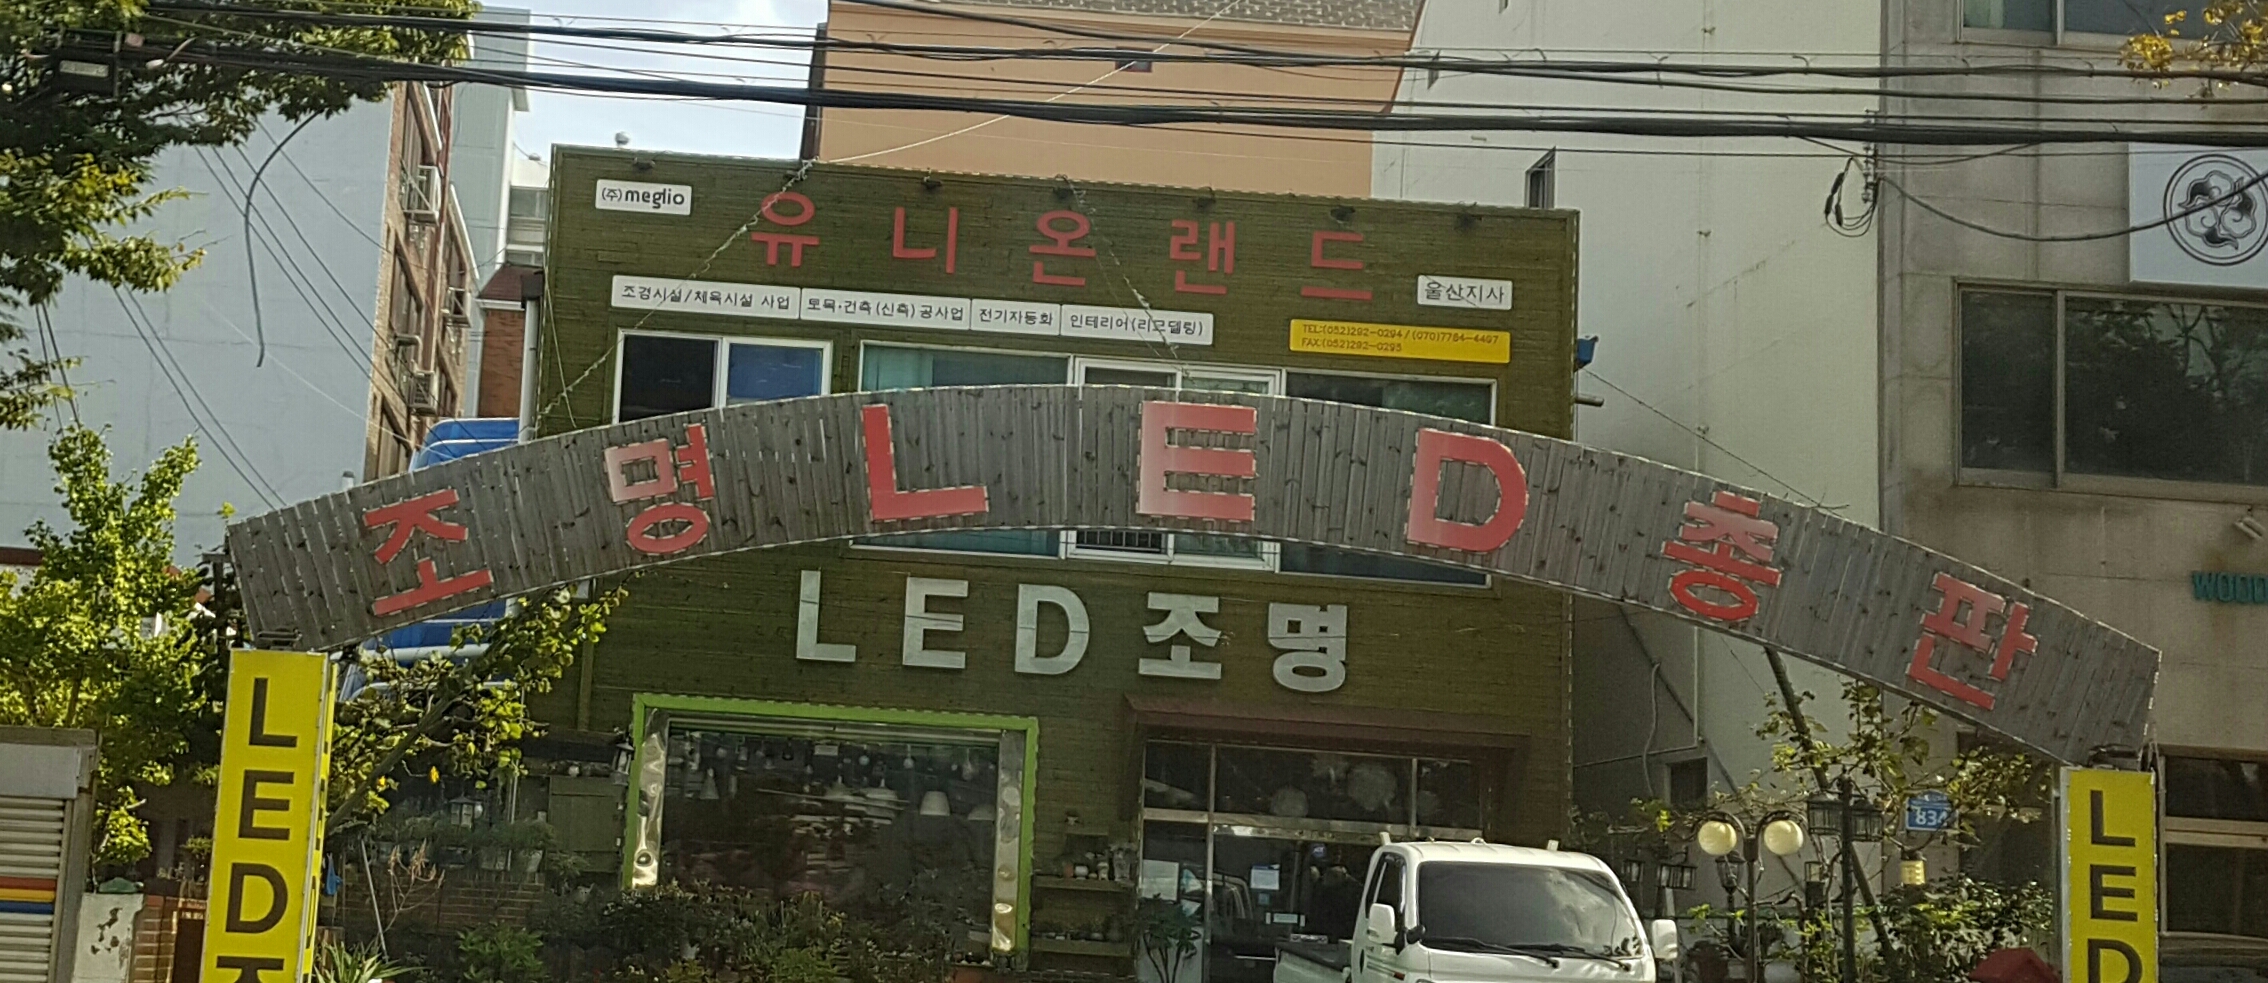 (주)meglio
유니온랜드
조경시설/체육시설 사업
토목·건축(신축)공사업
전기자동화
인테리어(리모델링)
울산지사
TEL:(052)292-0294 / (070)7764-4497
FAX:(052)292-0295
조명LED총판
LED조명
LED
LED
834